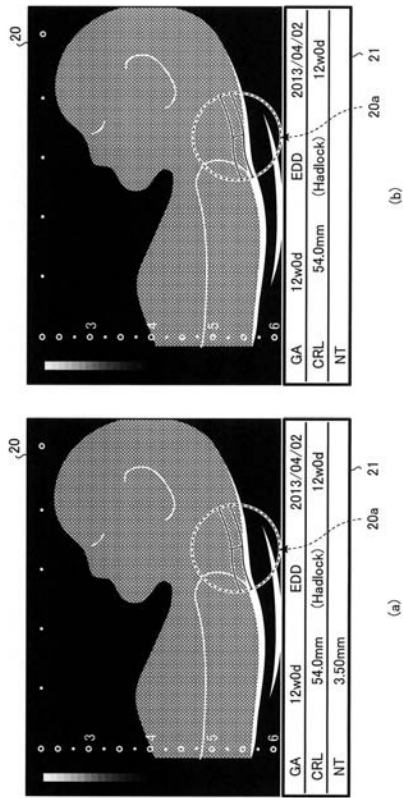 20
3
4
5
6
GA 12w0d EDD 2013/04/02
CRL 54.0mm (Hadlock) 12w0d
NT 3.50mm
21
20a
(a)
20
3
4
5
6
GA 12w0d EDD 2013/04/02
CRL 54.0mm (Hadlock) 12w0d
NT
21
20a
(b)